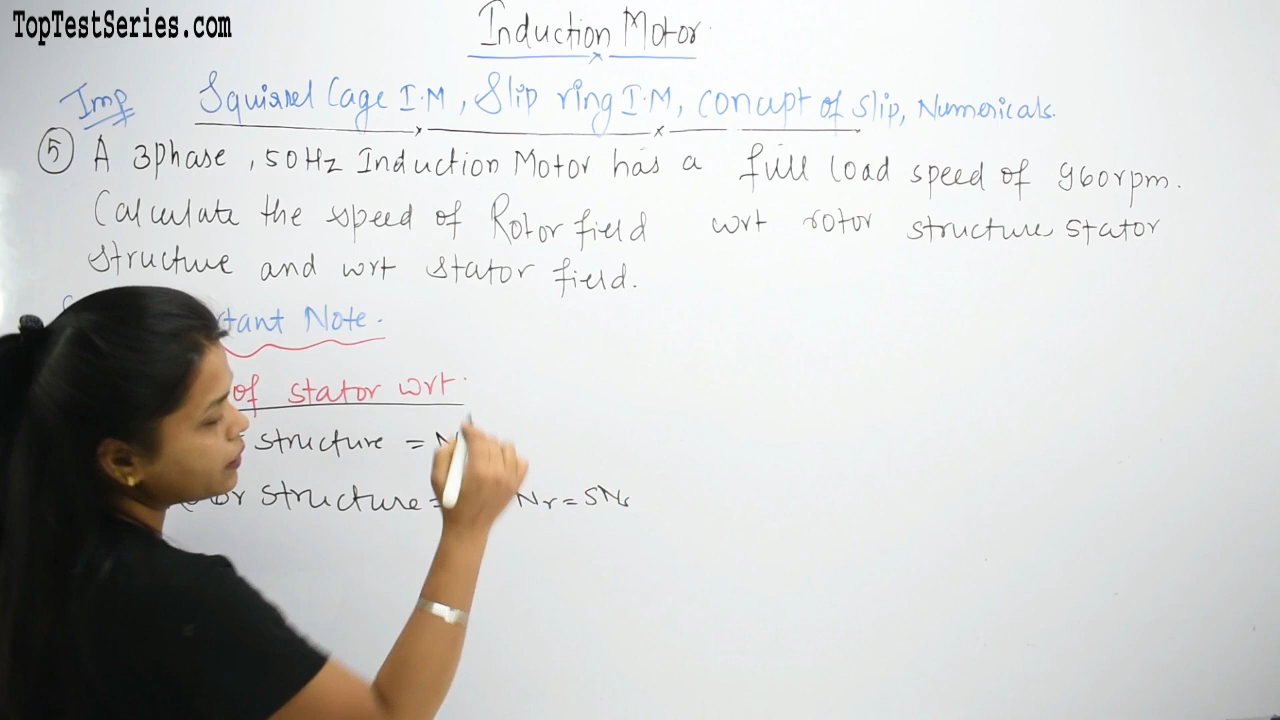 TopTestSeries.com
Induction Motor
Imp Squirrel Cage I.M, Slip ring I.M, concept of slip, Numericals.
5 A 3phase, 50Hz Induction Motor has a full load speed of 960rpm.
Calculate the speed of Rotor field wrt rotor structure, stator
structure and wrt stator field.
Note.
of stator wrt.
structure = N
structure = Nr = SNs